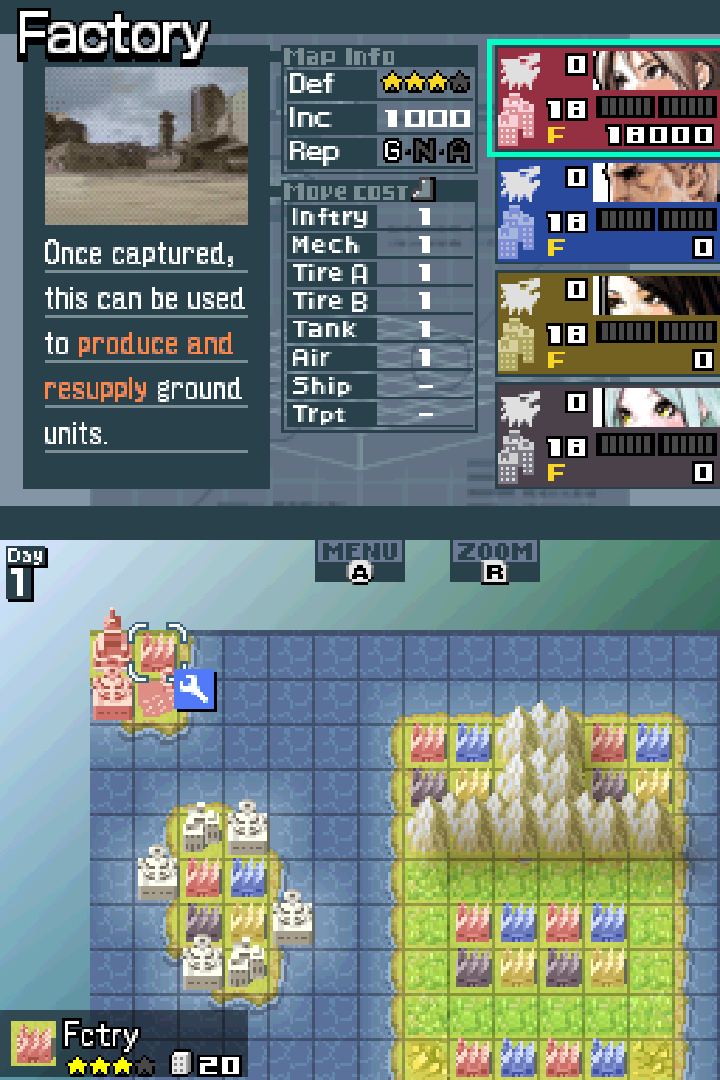 Factory
Once captured,
this can be used
to produce and
resupply ground
units.
Map Info
Def
Inc 1000
Rep G·N·A
Move cost
Inftry 1
Mech 1
Tire A 1
Tire B 1
Tank 1
Air 1
Ship -
Trpt -
0
18
F 18000
0
18
F 0
0
18
F 0
0
18
F 0
Day
1
MENU
A
ZOOM
R
Fctry
20